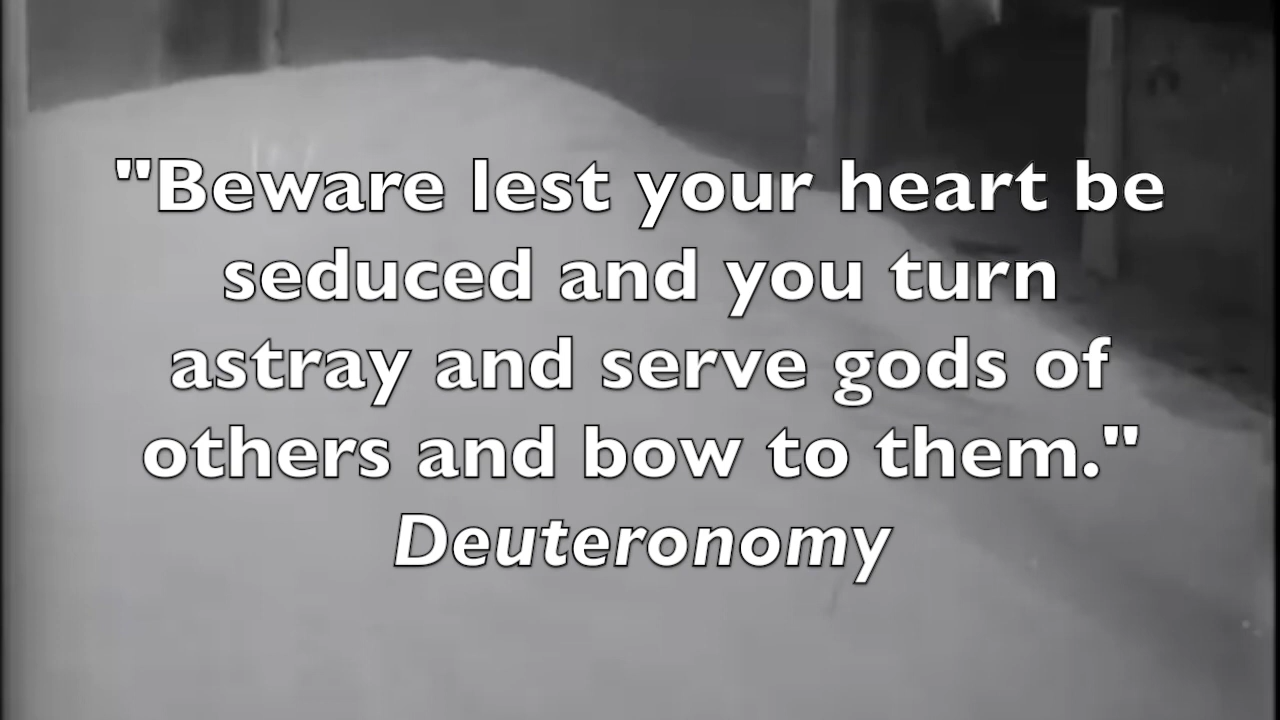 "Beware lest your heart be
seduced and you turn
astray and serve gods of
others and bow to them."
Deuteronomy